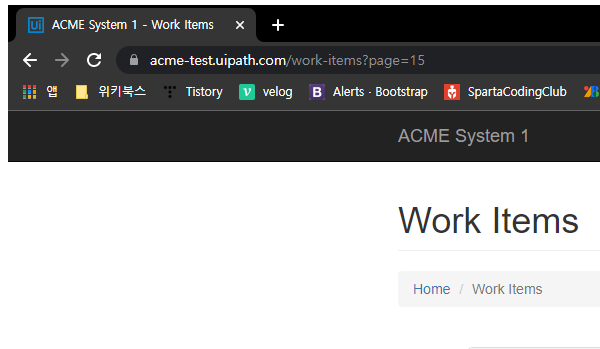 Ui ACME System 1 - Work Items
acme-test.uipath.com/work-items?page=15
앱 위키북스 Tistory velog B Alerts · Bootstrap SpartaCodingClub
ACME System 1
Work Items
Home / Work Items